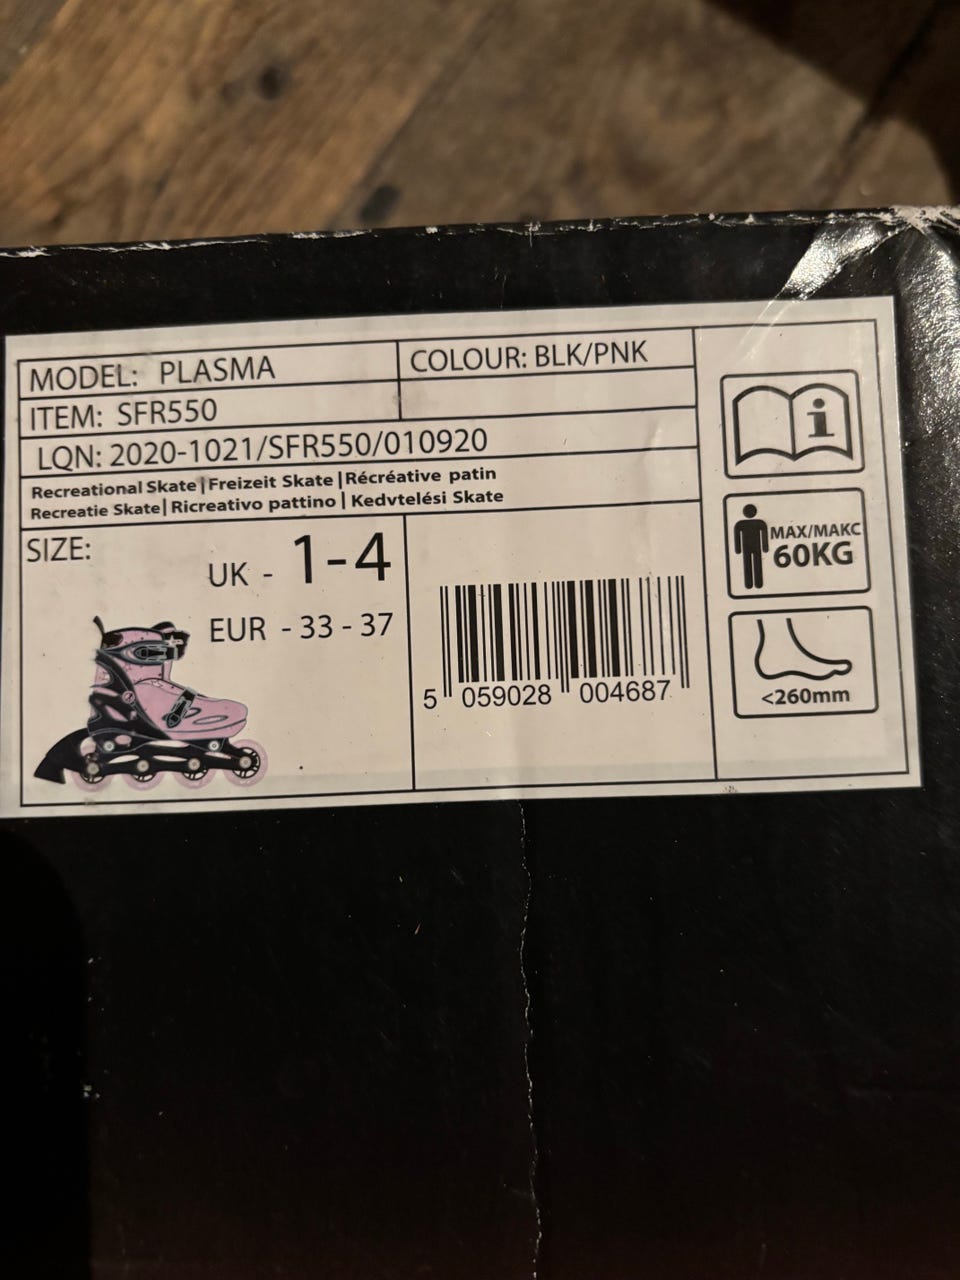 MODEL: PLASMA
COLOUR: BLK/PNK
ITEM: SFR550
LQN: 2020-1021/SFR550/010920
Recreational Skate | Freizeit Skate | Récréative patin
Recreatie Skate | Ricreativo pattino | Kedvtelési Skate
SIZE:
UK - 1-4
EUR - 33 - 37
5 059028 004687
i
MAX/MAKC
60KG
<260mm